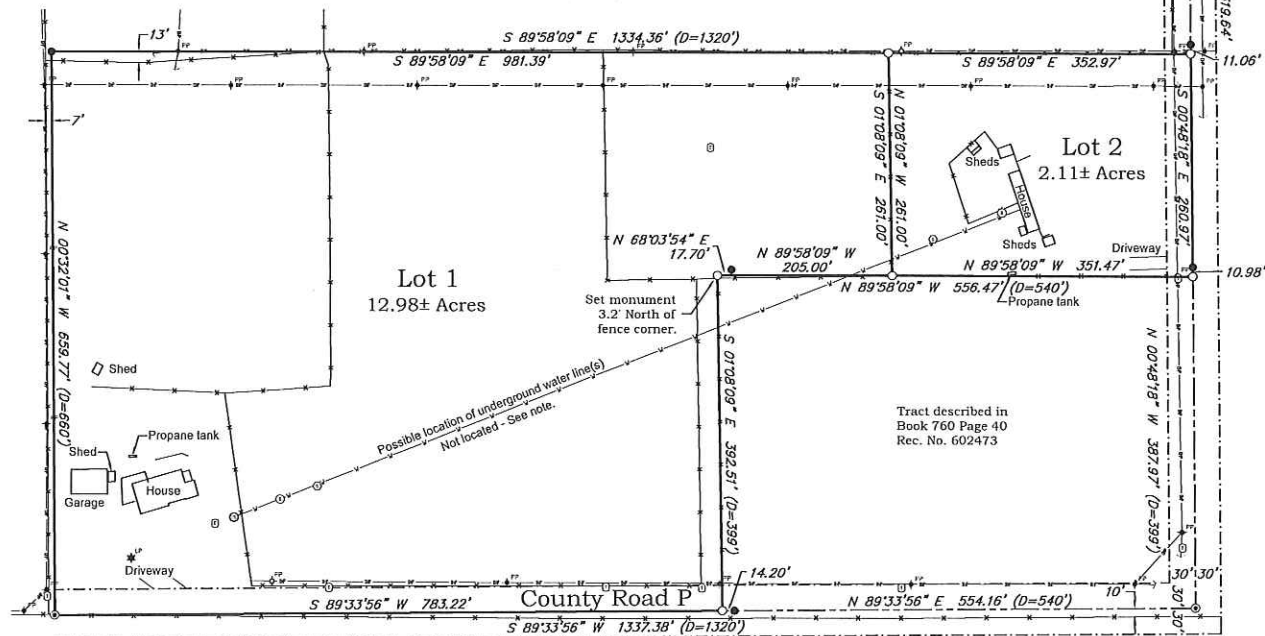 19.64'
13'
S 89°58'09" E 1334.36' (D=1320')
S 89°58'09" E 981.39'
S 89°58'09" E 352.97'
11.06'
7'
S 01°08'09" E 261.00'
N 01°08'09" W 261.00'
Sheds
Lot 2
2.11± Acres
House
S 00°48'18" E 260.97'
Sheds
Driveway
N 00°32'01" W 659.77' (D=660')
N 68°03'54" E
17.70'
N 89°58'09" W
205.00'
N 89°58'09" W 351.47'
10.98'
N 89°58'09" W 556.47' (D=540')
Propane tank
Lot 1
12.98± Acres
Set monument
3.2' North of
fence corner.
Shed
Possible location of underground water line(s)
Not located - See note.
S 01°08'09" E 392.51' (D=399')
Tract described in
Book 760 Page 40
Rec. No. 602473
N 00°48'18" W 387.97' (D=399')
Propane tank
Shed
Garage
House
LP
Driveway
14.20'
30' 30'
10'
30' 30'
S 89°33'56" W 783.22'
County Road P
N 89°33'56" E 554.16' (D=540')
S 89°33'56" W 1337.38' (D=1320')